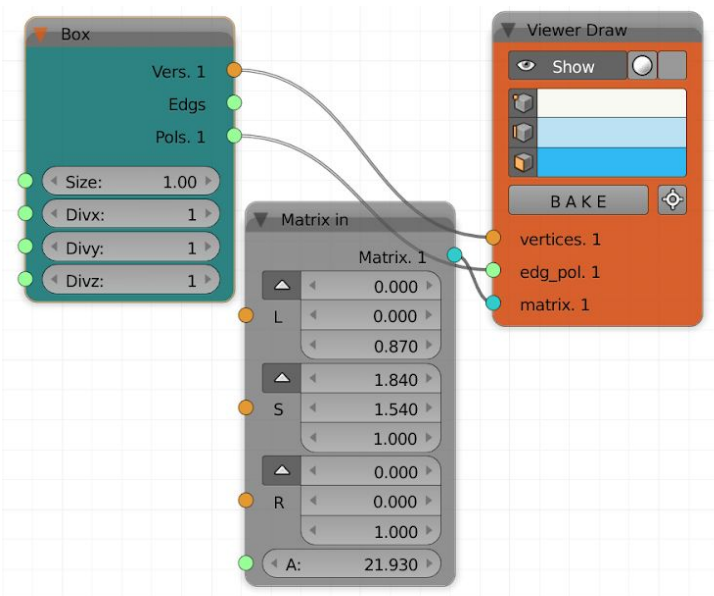 Box
Vers. 1
Edgs
Pols. 1
Size: 1.00
Divx: 1
Divy: 1
Divz: 1
Matrix in
Matrix. 1
0.000
L 0.000
0.870
1.840
S 1.540
1.000
0.000
R 0.000
1.000
A: 21.930
Viewer Draw
Show
BAKE
vertices. 1
edg_pol. 1
matrix. 1